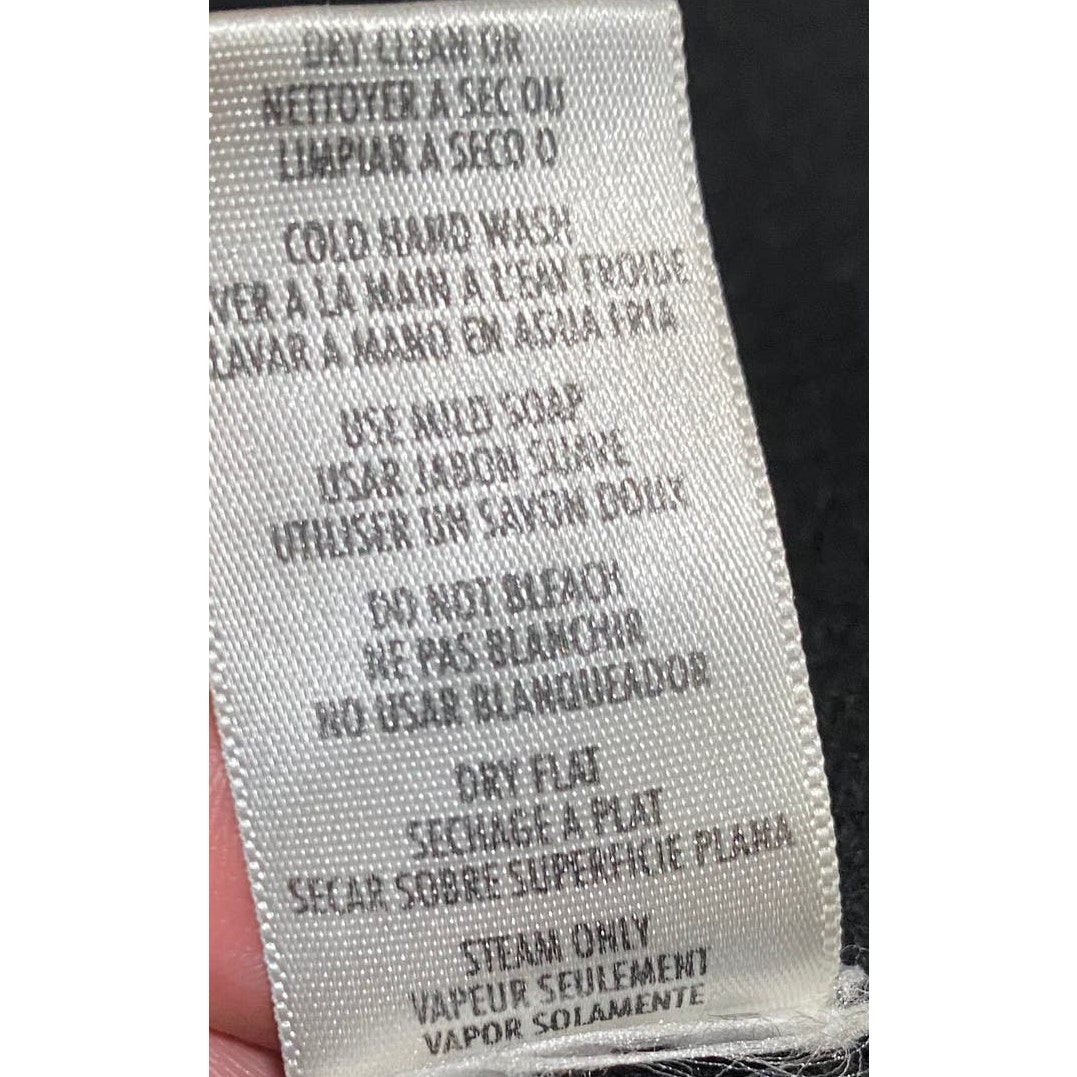 DRY CLEAN OR
NETTOYER A SEC OU
LIMPIAR A SECO O
COLD HAND WASH
VER A LA MAIN A L'EAU FROIDE
LAVAR A MANO EN AGUA FRIA
USE MILD SOAP
USAR JABON SUAVE
UTILISER UN SAVON DOUX
DO NOT BLEACH
NE PAS BLANCHIR
NO USAR BLANQUEADOR
DRY FLAT
SECHAGE A PLAT
SECAR SOBRE SUPERFICIE PLANA
STEAM ONLY
VAPEUR SEULEMENT
VAPOR SOLAMENTE